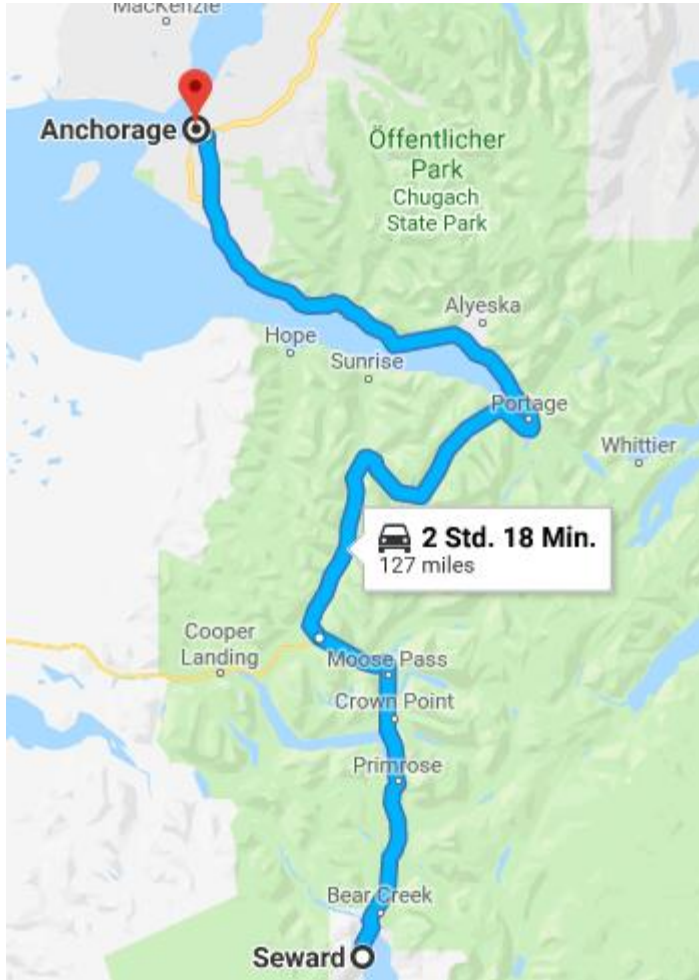 MacKenzie
Anchorage
Öffentlicher
Park
Chugach
State Park
Alyeska
Hope
Sunrise
Portage
Whittier
2 Std. 18 Min.
127 miles
Cooper
Landing
Moose Pass
Crown Point
Primrose
Bear Creek
Seward